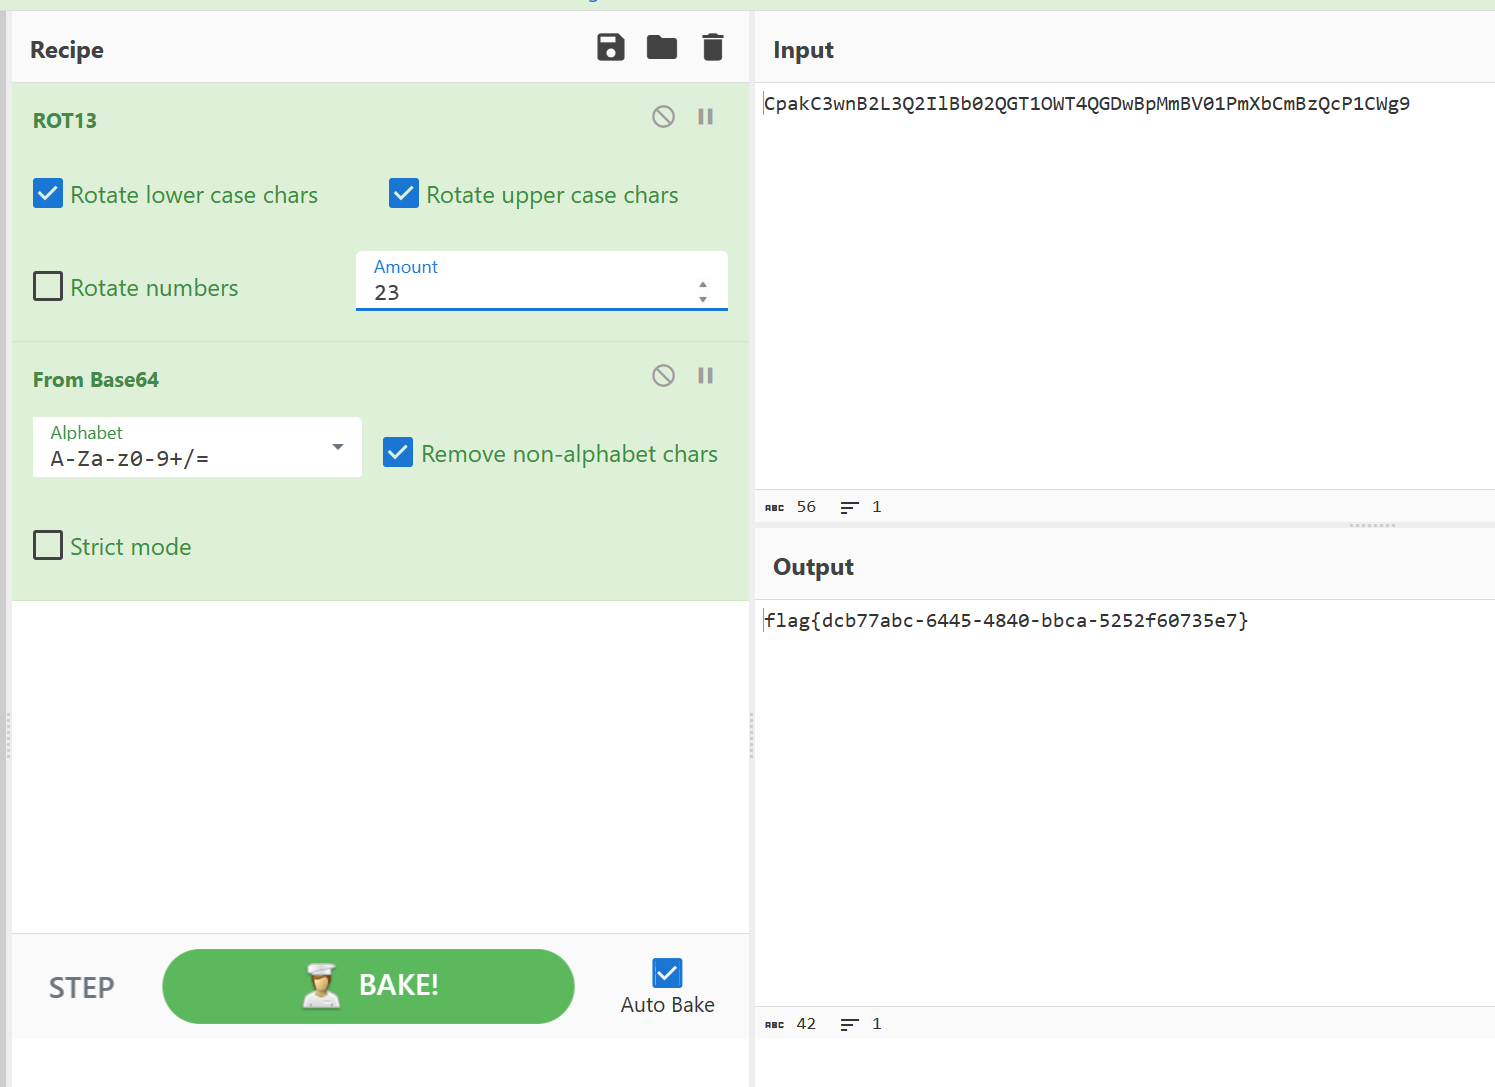 Recipe
ROT13
Rotate lower case chars
Rotate upper case chars
Rotate numbers
Amount
23
From Base64
Alphabet
A-Za-z0-9+/=
Remove non-alphabet chars
Strict mode
STEP
BAKE!
Auto Bake
Input
CpakC3wnB2L3Q2IlBb02QGT1OWT4QGDwBpMmBV01PmXbCmBzQcP1CWg9
ABC 56
1
Output
flag{dcb77abc-6445-4840-bbca-5252f60735e7}
ABC 42
1